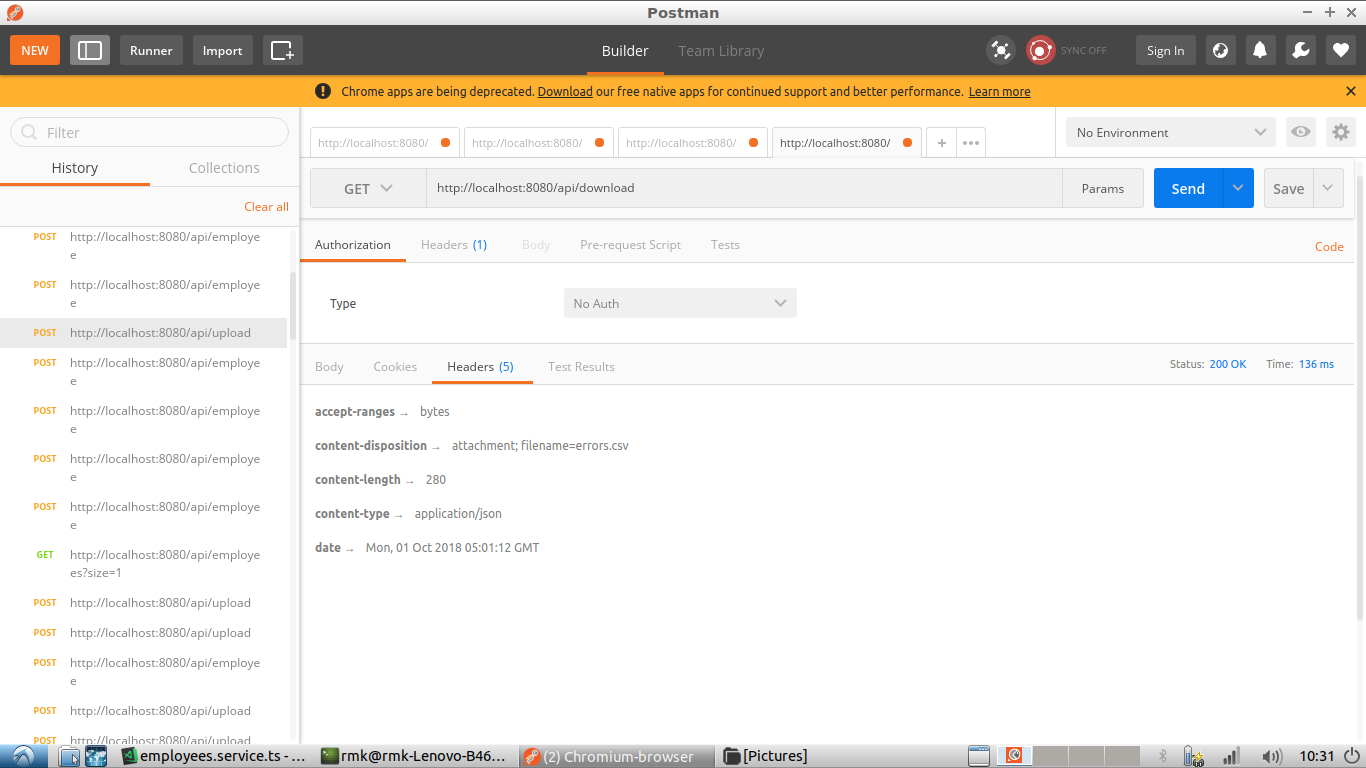 Postman
NEW
Runner
Import
Builder
Team Library
SYNC OFF
Sign In
Chrome apps are being deprecated. Download our free native apps for continued support and better performance. Learn more
Filter
History
Collections
Clear all
POST http://localhost:8080/api/employe
e
POST http://localhost:8080/api/employe
e
POST http://localhost:8080/api/upload
POST http://localhost:8080/api/employe
e
POST http://localhost:8080/api/employe
e
POST http://localhost:8080/api/employe
e
POST http://localhost:8080/api/employe
e
GET http://localhost:8080/api/employe
es?size=1
POST http://localhost:8080/api/upload
POST http://localhost:8080/api/upload
POST http://localhost:8080/api/employe
e
POST http://localhost:8080/api/upload
POST http://localhost:8080/api/upload
http://localhost:8080/
http://localhost:8080/
http://localhost:8080/
http://localhost:8080/
No Environment
GET
http://localhost:8080/api/download
Params
Send
Save
Authorization
Headers (1)
Body
Pre-request Script
Tests
Code
Type
No Auth
Body
Cookies
Headers (5)
Test Results
Status: 200 OK
Time: 136 ms
accept-ranges → bytes
content-disposition → attachment; filename=errors.csv
content-length → 280
content-type → application/json
date → Mon, 01 Oct 2018 05:01:12 GMT
employees.service.ts - ...
rmk@rmk-Lenovo-B46...
(2) Chromium-browser
[Pictures]
10:31